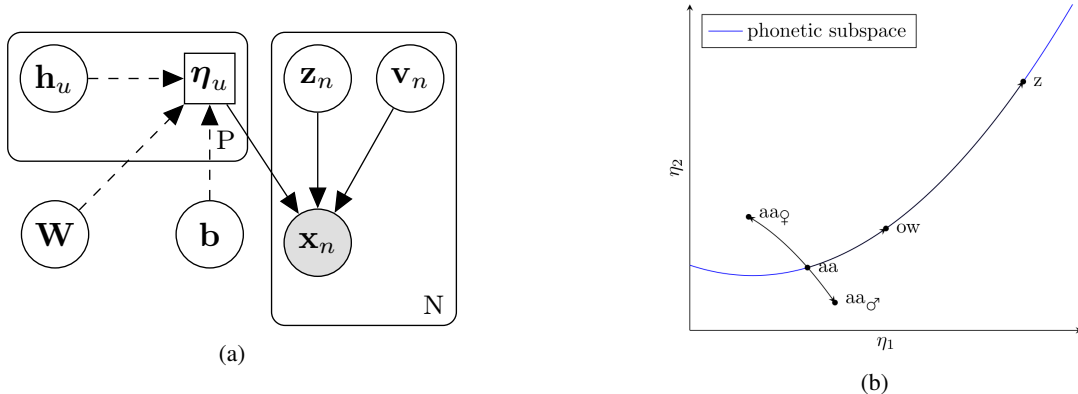 h_u
η_u
P
W
b
z_n
v_n
x_n
N
(a)
phonetic subspace
z
aa♀
ow
aa
aa♂
η_2
η_1
(b)